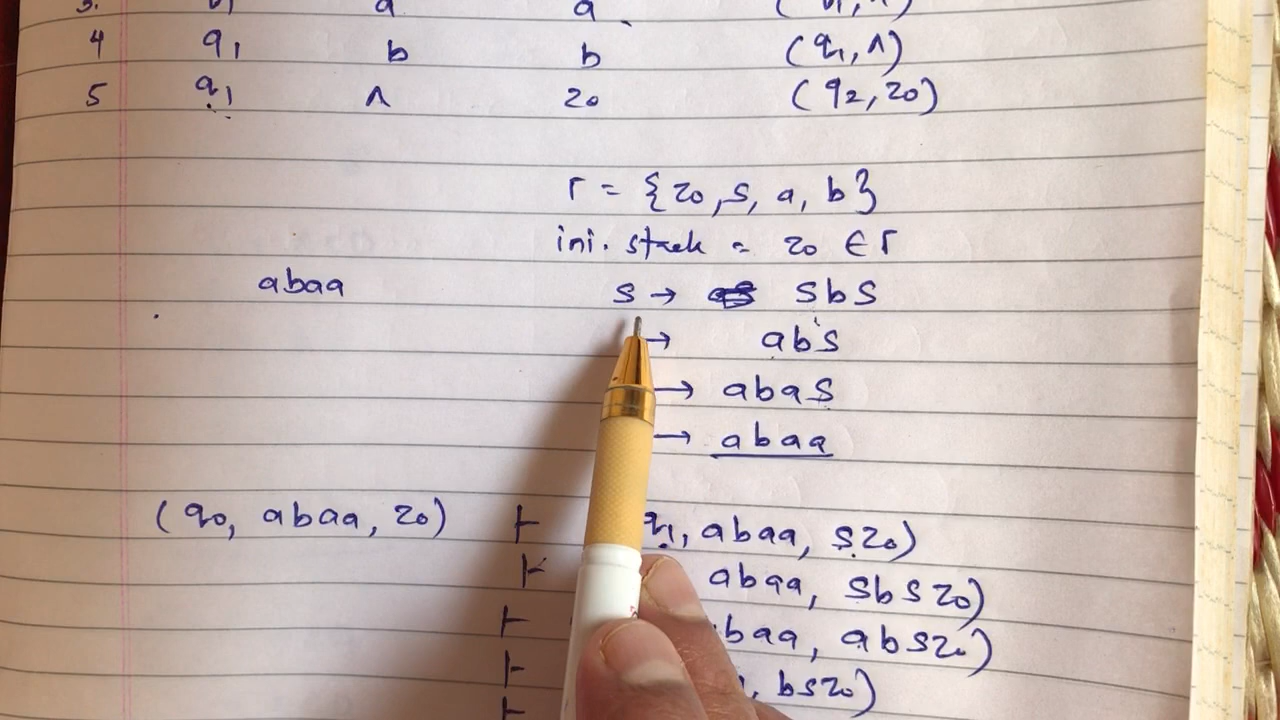 4 q1 b b (q1, Λ)
5 q1 Λ z0 (q2, z0)
Γ = {z0, S, a, b}
ini. stack = z0 ∈ Γ
abaa S → SbS
→ abS
→ abaS
→ abaa
(q0, abaa, z0) ⊢ q1, abaa, Sz0)
⊢ abaa, SbSz0)
⊢ baa, abSz0)
⊢ , bSz0)
⊢